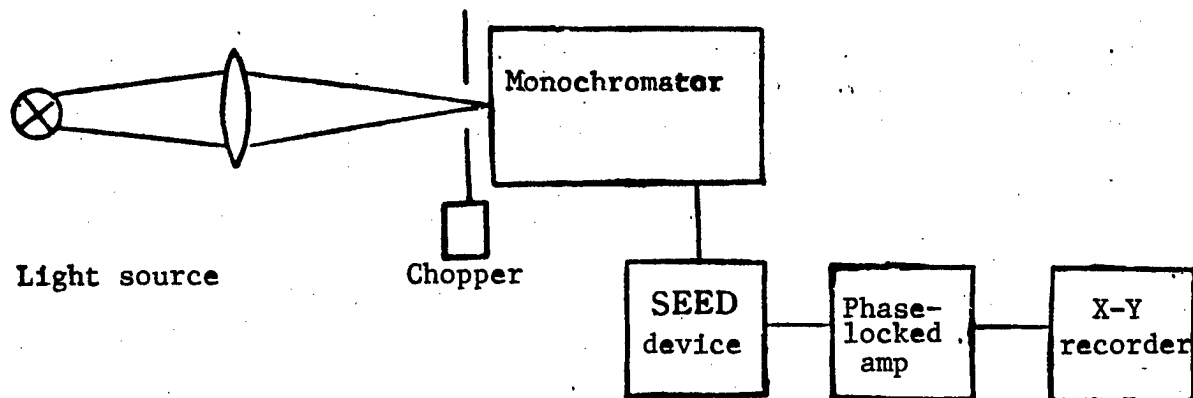 Monochromator
Light source
Chopper
SEED
device
Phase-
locked
amp
X-Y
recorder